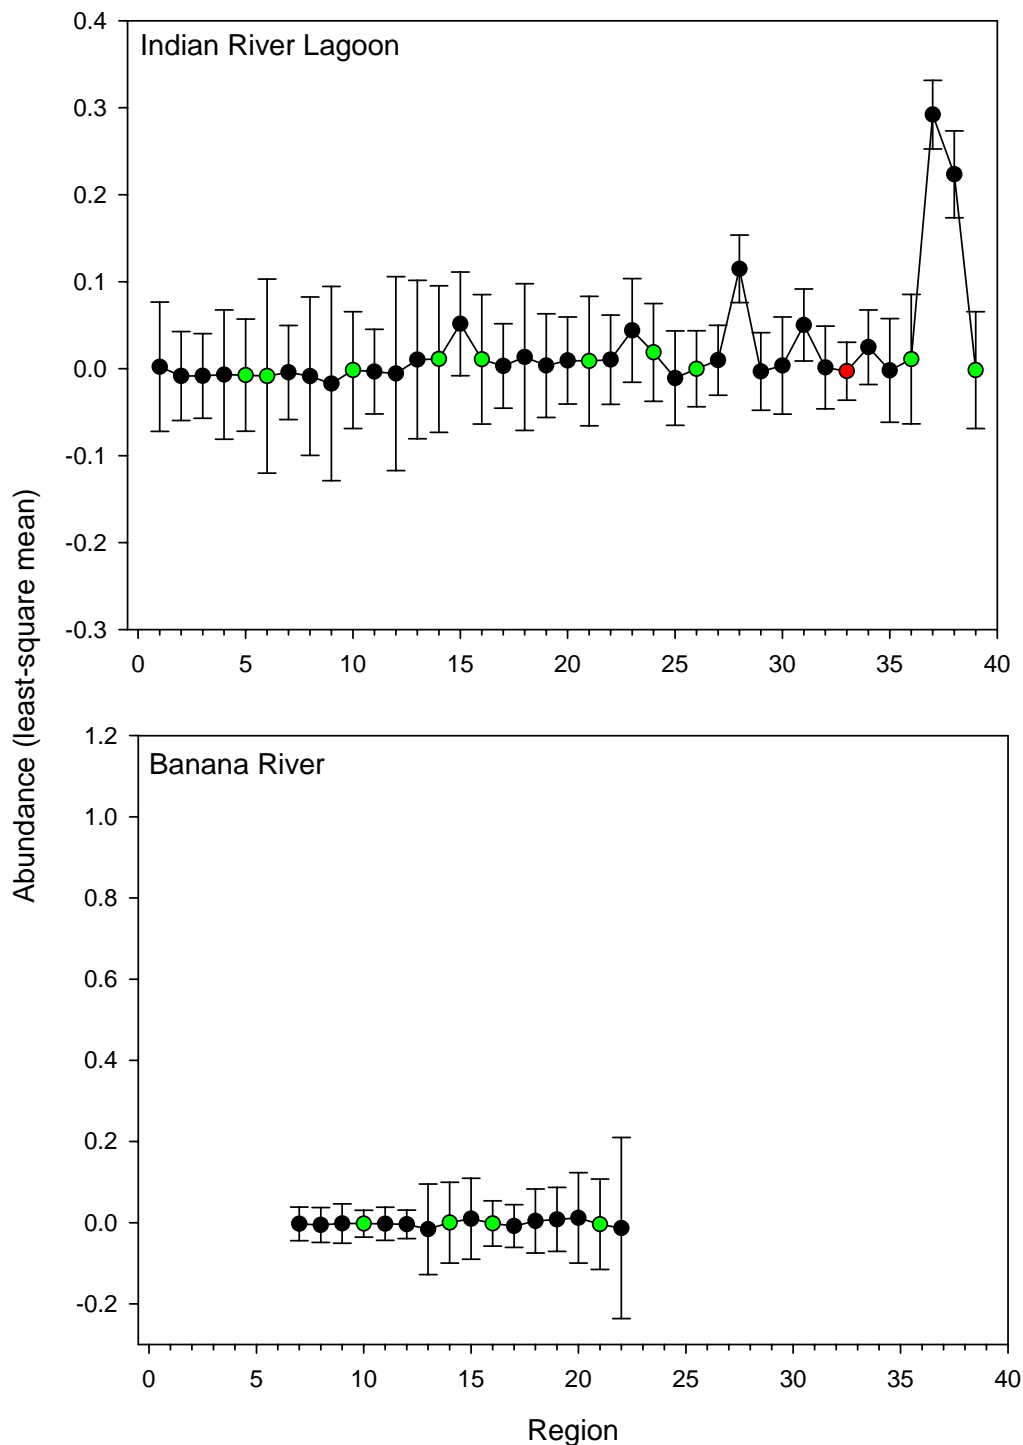 Abundance (least-square mean)
Indian River Lagoon
0.4
0.3
0.2
0.1
0.0
-0.1
-0.2
-0.3
0 5 10 15 20 25 30 35 40
Banana River
1.2
1.0
0.8
0.6
0.4
0.2
0.0
-0.2
0 5 10 15 20 25 30 35 40
Region